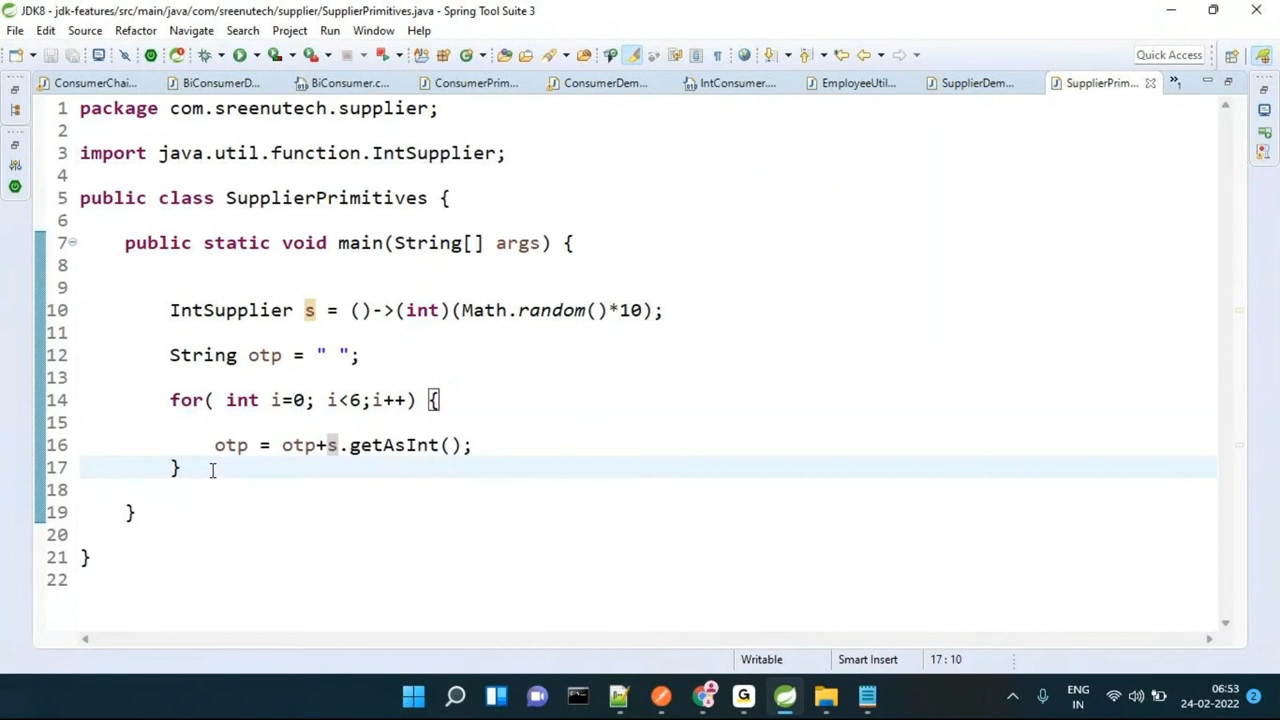 JDK8 - jdk-features/src/main/java/com/sreenutech/supplier/SupplierPrimitives.java - Spring Tool Suite 3
File Edit Source Refactor Navigate Search Project Run Window Help
Quick Access
ConsumerChai... BiConsumerD... BiConsumer.c... ConsumerPrim... ConsumerDem... IntConsumer.... EmployeeUtil... SupplierDem... SupplierPrim... 1
1 package com.sreenutech.supplier;
2
3 import java.util.function.IntSupplier;
4
5 public class SupplierPrimitives {
6
7 public static void main(String[] args) {
8
9
10 IntSupplier s = ()->(int)(Math.random()*10);
11
12 String otp = " ";
13
14 for( int i=0; i<6;i++) {
15
16 otp = otp+s.getAsInt();
17 }
18
19 }
20
21 }
22
Writable Smart Insert 17 : 10
ENG
IN
06:53
24-02-2022
2